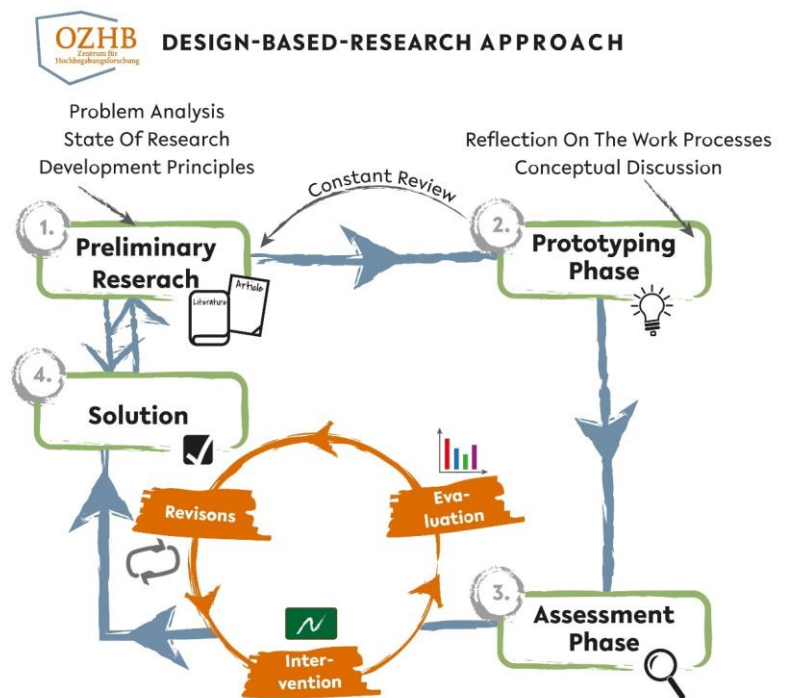 OZHB
Zentrum für
Hochbegabungsforschung
DESIGN-BASED-RESEARCH APPROACH
Problem Analysis
State Of Research
Development Principles
Reflection On The Work Processes
Conceptual Discussion
Constant Review
1.
Preliminary
Reserach
Literature
Article
2.
Prototyping
Phase
4.
Solution
Revisons
Eva-
luation
Inter-
vention
3.
Assessment
Phase